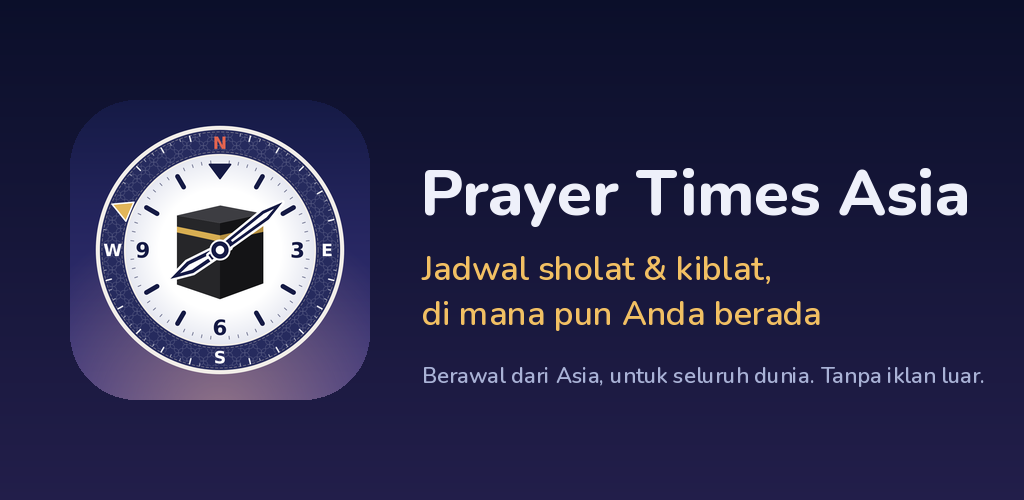 N
W 9 3 E
6
S
Prayer Times Asia
Jadwal sholat & kiblat,
di mana pun Anda berada
Berawal dari Asia, untuk seluruh dunia. Tanpa iklan luar.